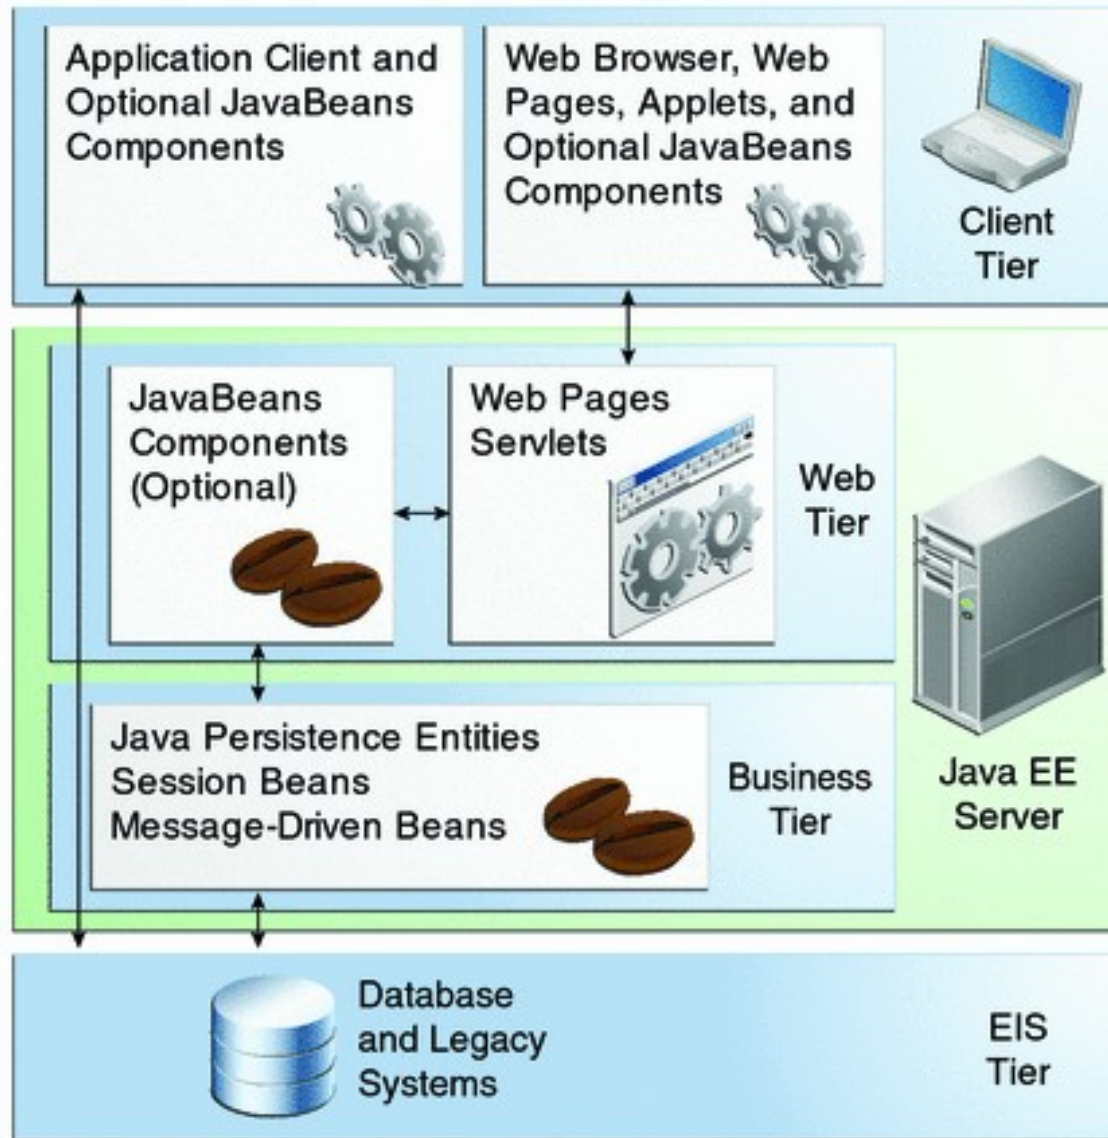 Application Client and
Optional JavaBeans
Components
Web Browser, Web
Pages, Applets, and
Optional JavaBeans
Components
Client
Tier
JavaBeans
Components
(Optional)
Web Pages
Servlets
Web
Tier
Java Persistence Entities
Session Beans
Message-Driven Beans
Business
Tier
Java EE
Server
Database
and Legacy
Systems
EIS
Tier